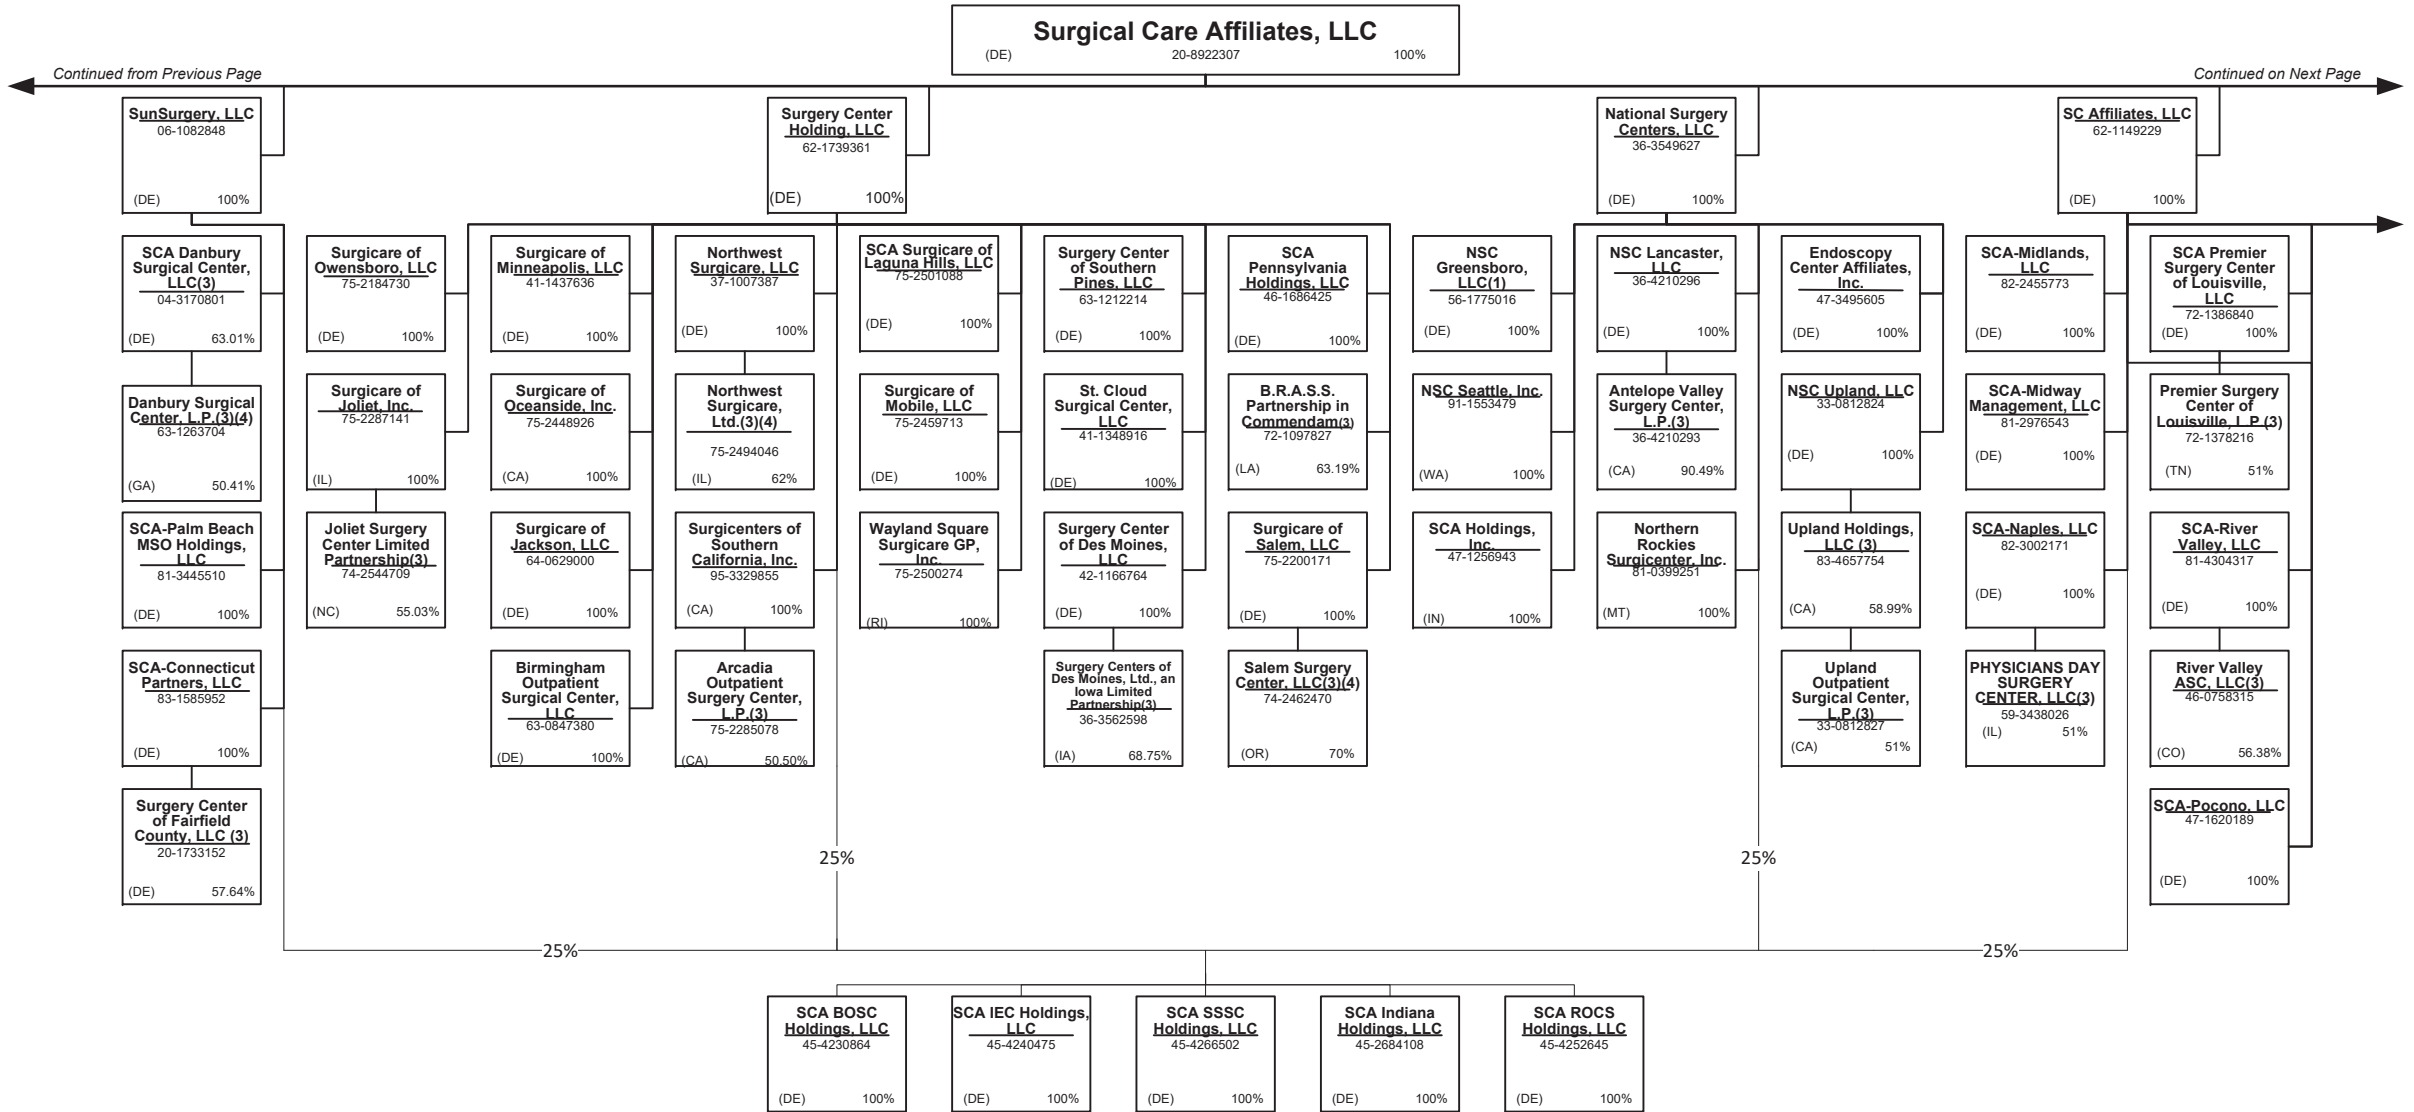 Surgical Care Affiliates, LLC
(DE) 20-8922307 100%
Continued from Previous Page
Continued on Next Page
SunSurgery, LLC
06-1082848
(DE) 100%
Surgery Center
Holding, LLC
62-1739361
(DE) 100%
National Surgery
Centers, LLC
36-3549627
(DE) 100%
SC Affiliates, LLC
62-1149229
(DE) 100%
SCA Danbury
Surgical Center,
LLC(3)
04-3170801
(DE) 63.01%
Surgicare of
Owensboro, LLC
75-2184730
(DE) 100%
Surgicare of
Minneapolis, LLC
41-1437636
(DE) 100%
Northwest
Surgicare, LLC
37-1007387
(DE) 100%
SCA Surgicare of
Laguna Hills, LLC
75-2501088
(DE) 100%
Surgery Center
of Southern
Pines, LLC
63-1212214
(DE) 100%
SCA
Pennsylvania
Holdings, LLC
46-1686425
(DE) 100%
NSC
Greensboro,
LLC(1)
56-1775016
(DE) 100%
NSC Lancaster,
LLC
36-4210296
(DE) 100%
Endoscopy
Center Affiliates,
Inc.
47-3495605
(DE) 100%
SCA-Midlands,
LLC
82-2455773
(DE) 100%
SCA Premier
Surgery Center
of Louisville,
LLC
72-1386840
(DE) 100%
Danbury Surgical
Center, L.P.(3)(4)
63-1263704
(GA) 50.41%
Surgicare of
Joliet, Inc.
75-2287141
(IL) 100%
Surgicare of
Oceanside, Inc.
75-2448926
(CA) 100%
Northwest
Surgicare,
Ltd.(3)(4)
75-2494046
(IL) 62%
Surgicare of
Mobile, LLC
75-2459713
(DE) 100%
St. Cloud
Surgical Center,
LLC
41-1348916
(DE) 100%
B.R.A.S.S.
Partnership in
Commendam(3)
72-1097827
(LA) 63.19%
NSC Seattle, Inc.
91-1553479
(WA) 100%
Antelope Valley
Surgery Center,
L.P.(3)
36-4210293
(CA) 90.49%
NSC Upland, LLC
33-0812824
(DE) 100%
SCA-Midway
Management, LLC
81-2976543
(DE) 100%
Premier Surgery
Center of
Louisville, L.P.(3)
72-1378216
(TN) 51%
SCA-Palm Beach
MSO Holdings,
LLC
81-3445510
(DE) 100%
Joliet Surgery
Center Limited
Partnership(3)
74-2544709
(NC) 55.03%
Surgicare of
Jackson, LLC
64-0629000
(DE) 100%
Surgicenters of
Southern
California, Inc.
95-3329855
(CA) 100%
Wayland Square
Surgicare GP,
Inc.
75-2500274
(RI) 100%
Surgery Center
of Des Moines,
LLC
42-1166764
(DE) 100%
Surgicare of
Salem, LLC
75-2200171
(DE) 100%
SCA Holdings,
Inc.
47-1256943
(IN) 100%
Northern
Rockies
Surgicenter, Inc.
81-0399251
(MT) 100%
Upland Holdings,
LLC (3)
83-4657754
(CA) 58.99%
SCA-Naples, LLC
82-3002171
(DE) 100%
SCA-River
Valley, LLC
81-4304317
(DE) 100%
SCA-Connecticut
Partners, LLC
83-1585952
(DE) 100%
Birmingham
Outpatient
Surgical Center,
LLC
63-0847380
(DE) 100%
Arcadia
Outpatient
Surgery Center,
L.P.(3)
75-2285078
(CA) 50.50%
Surgery Centers of
Des Moines, Ltd., an
Iowa Limited
Partnership(3)
36-3562598
(IA) 68.75%
Salem Surgery
Center, LLC(3)(4)
74-2462470
(OR) 70%
Upland
Outpatient
Surgical Center,
L.P.(3)
33-0812827
(CA) 51%
PHYSICIANS DAY
SURGERY
CENTER, LLC(3)
59-3438026
(IL) 51%
River Valley
ASC, LLC(3)
46-0758315
(CO) 56.38%
Surgery Center
of Fairfield
County, LLC (3)
20-1733152
(DE) 57.64%
SCA-Pocono, LLC
47-1620189
(DE) 100%
25%
25%
25%
25%
SCA BOSC
Holdings, LLC
45-4230864
(DE) 100%
SCA IEC Holdings,
LLC
45-4240475
(DE) 100%
SCA SSSC
Holdings, LLC
45-4266502
(DE) 100%
SCA Indiana
Holdings, LLC
45-2684108
(DE) 100%
SCA ROCS
Holdings, LLC
45-4252645
(DE) 100%